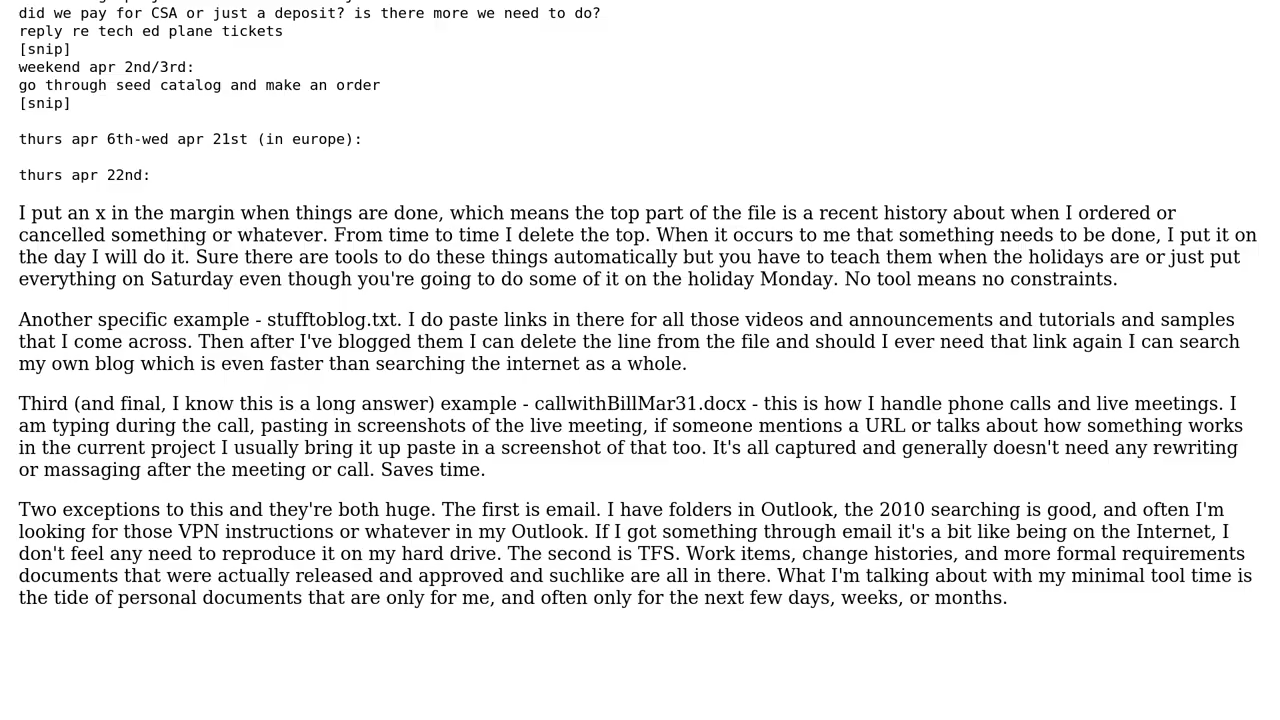 did we pay for CSA or just a deposit? is there more we need to do?
reply re tech ed plane tickets
[snip]
weekend apr 2nd/3rd:
go through seed catalog and make an order
[snip]
thurs apr 6th-wed apr 21st (in europe):
thurs apr 22nd:
I put an x in the margin when things are done, which means the top part of the file is a recent history about when I ordered or
cancelled something or whatever. From time to time I delete the top. When it occurs to me that something needs to be done, I put it on
the day I will do it. Sure there are tools to do these things automatically but you have to teach them when the holidays are or just put
everything on Saturday even though you're going to do some of it on the holiday Monday. No tool means no constraints.
Another specific example - stufftoblog.txt. I do paste links in there for all those videos and announcements and tutorials and samples
that I come across. Then after I've blogged them I can delete the line from the file and should I ever need that link again I can search
my own blog which is even faster than searching the internet as a whole.
Third (and final, I know this is a long answer) example - callwithBillMar31.docx - this is how I handle phone calls and live meetings. I
am typing during the call, pasting in screenshots of the live meeting, if someone mentions a URL or talks about how something works
in the current project I usually bring it up paste in a screenshot of that too. It's all captured and generally doesn't need any rewriting
or massaging after the meeting or call. Saves time.
Two exceptions to this and they're both huge. The first is email. I have folders in Outlook, the 2010 searching is good, and often I'm
looking for those VPN instructions or whatever in my Outlook. If I got something through email it's a bit like being on the Internet, I
don't feel any need to reproduce it on my hard drive. The second is TFS. Work items, change histories, and more formal requirements
documents that were actually released and approved and suchlike are all in there. What I'm talking about with my minimal tool time is
the tide of personal documents that are only for me, and often only for the next few days, weeks, or months.